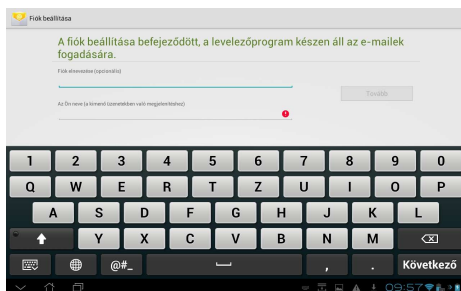 Fiók beállítása
A fiók beállítása befejeződött, a levelezőprogram készen áll az e-mailek
fogadására.
Fiók elnevezése (opcionális)
Tovább
Az Ön neve (a kimenő üzenetekben való megjelenítéshez)
1 2 3 4 5 6 7 8 9 0
Q W E R T Z U I O P
A S D F G H J K L
Y X C V B N M
@#_ , . Következő
09:57